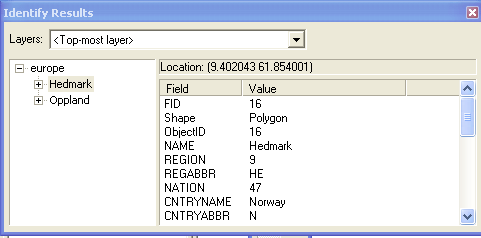 Identify Results
Layers: <Top-most layer>
europe
Hedmark
Oppland
Location: (9.402043 61.854001)
Field Value
FID 16
Shape Polygon
ObjectID 16
NAME Hedmark
REGION 9
REGABBR HE
NATION 47
CNTRYNAME Norway
CNTRYABBR N